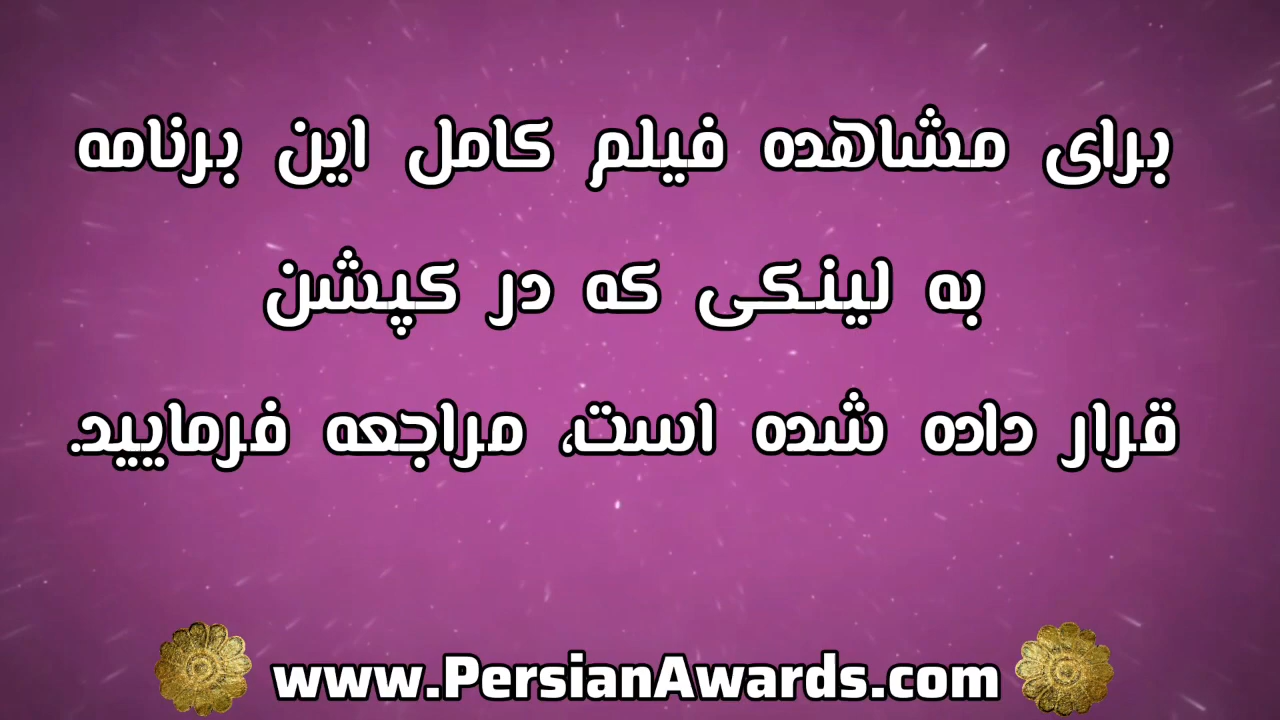 برای مشاهده فیلم کامل این برنامه
به لینکی که در کپشن
قرار داده شده است، مراجعه فرمایید.
www.PersianAwards.com